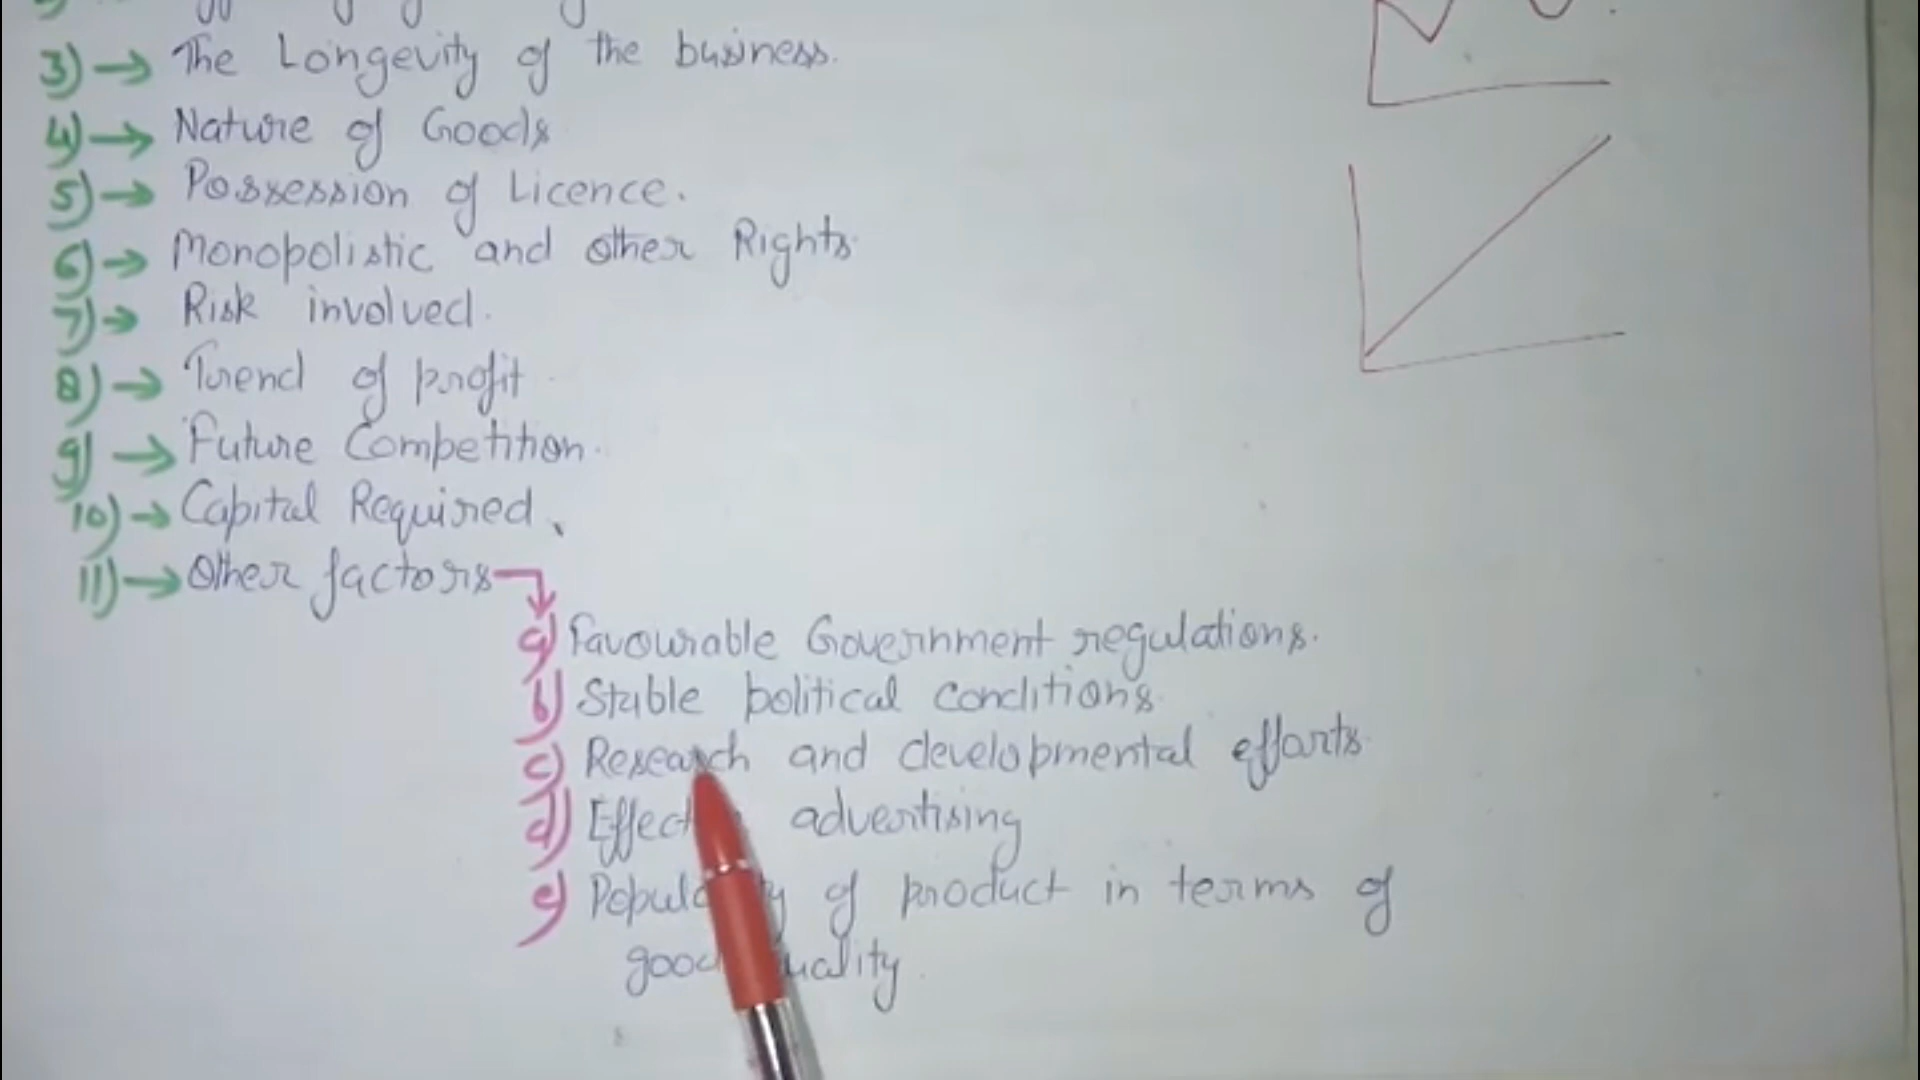 3) → The Longevity of the business.
4) → Nature of Goods
5) → Possession of Licence.
6) → Monopolistic and other Rights
7) → Risk involved.
8) → Trend of profit
9) → Future Competition.
10) → Capital Required.
11) → Other factors
a) Favourable Government regulations.
b) Stable political conditions
c) Research and developmental efforts
d) advertising
e) of product in terms of